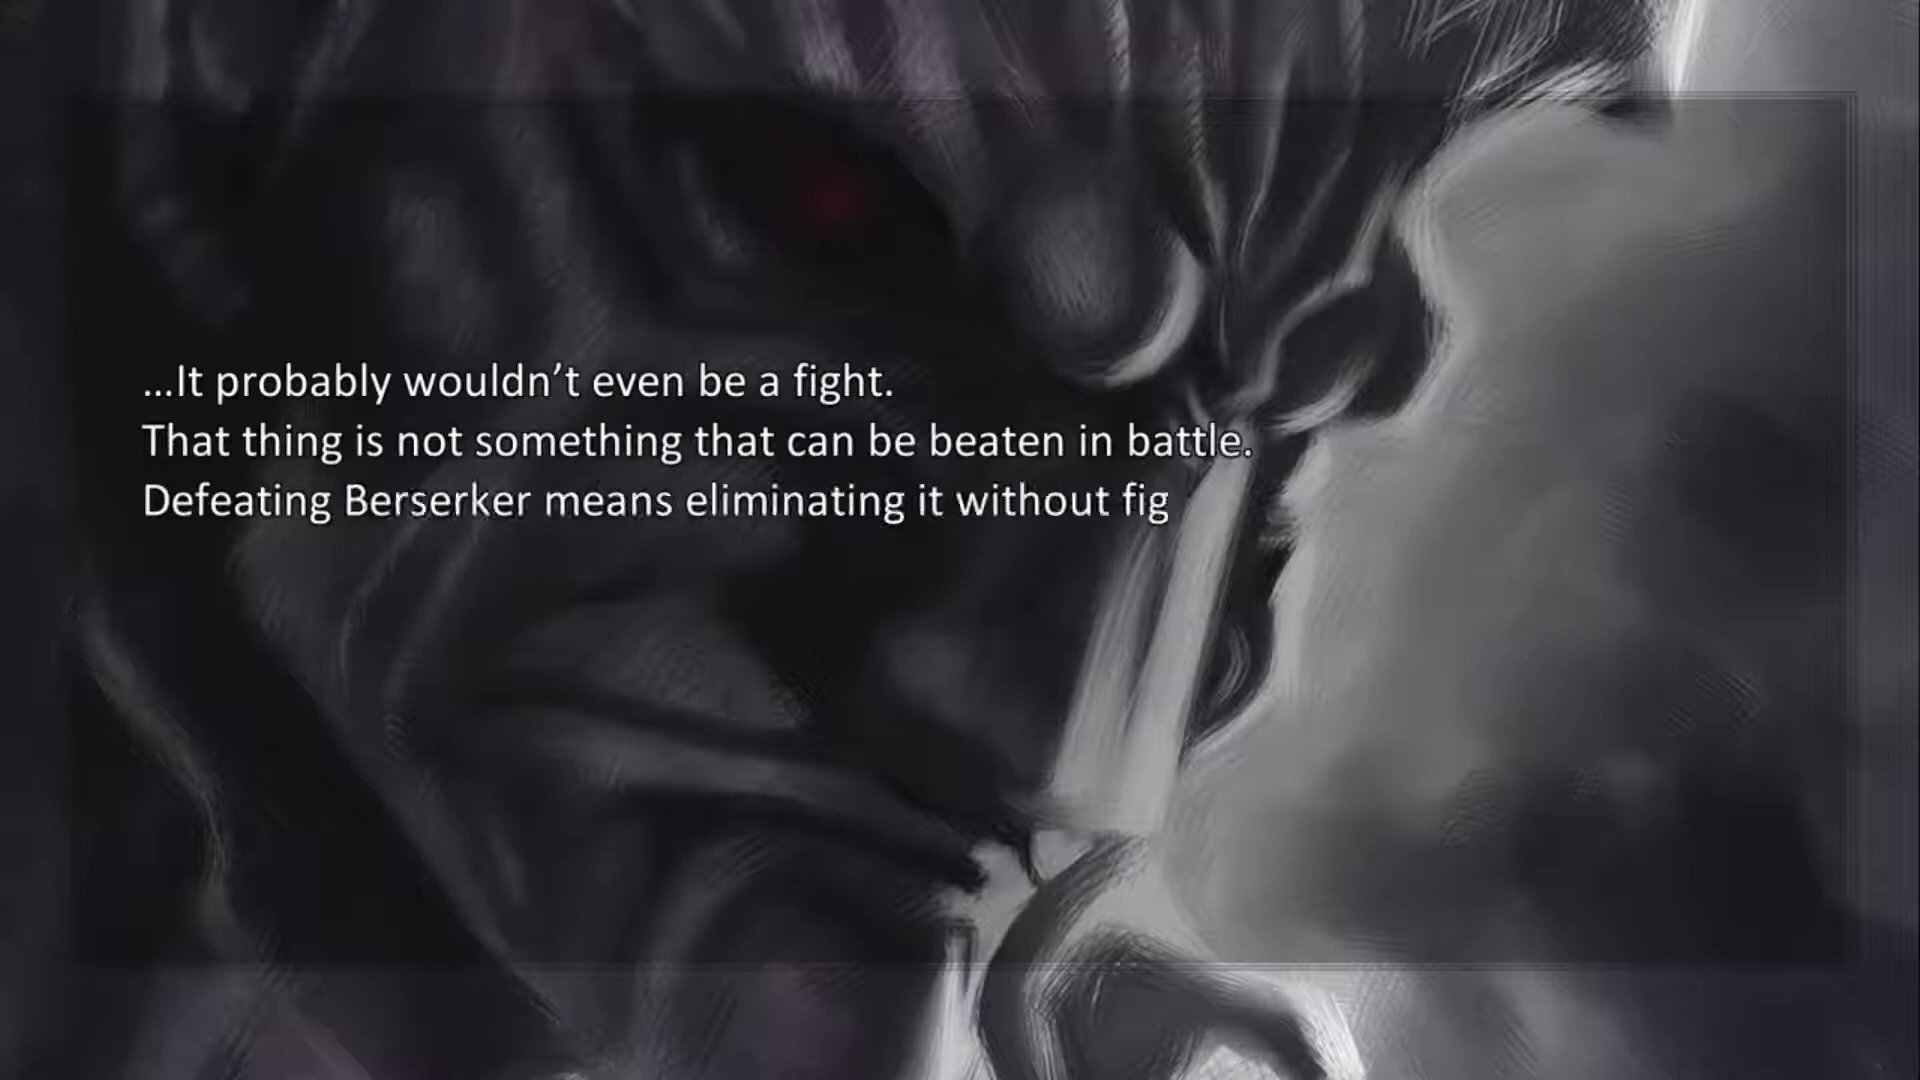 …It probably wouldn’t even be a fight.
That thing is not something that can be beaten in battle.
Defeating Berserker means eliminating it without fig